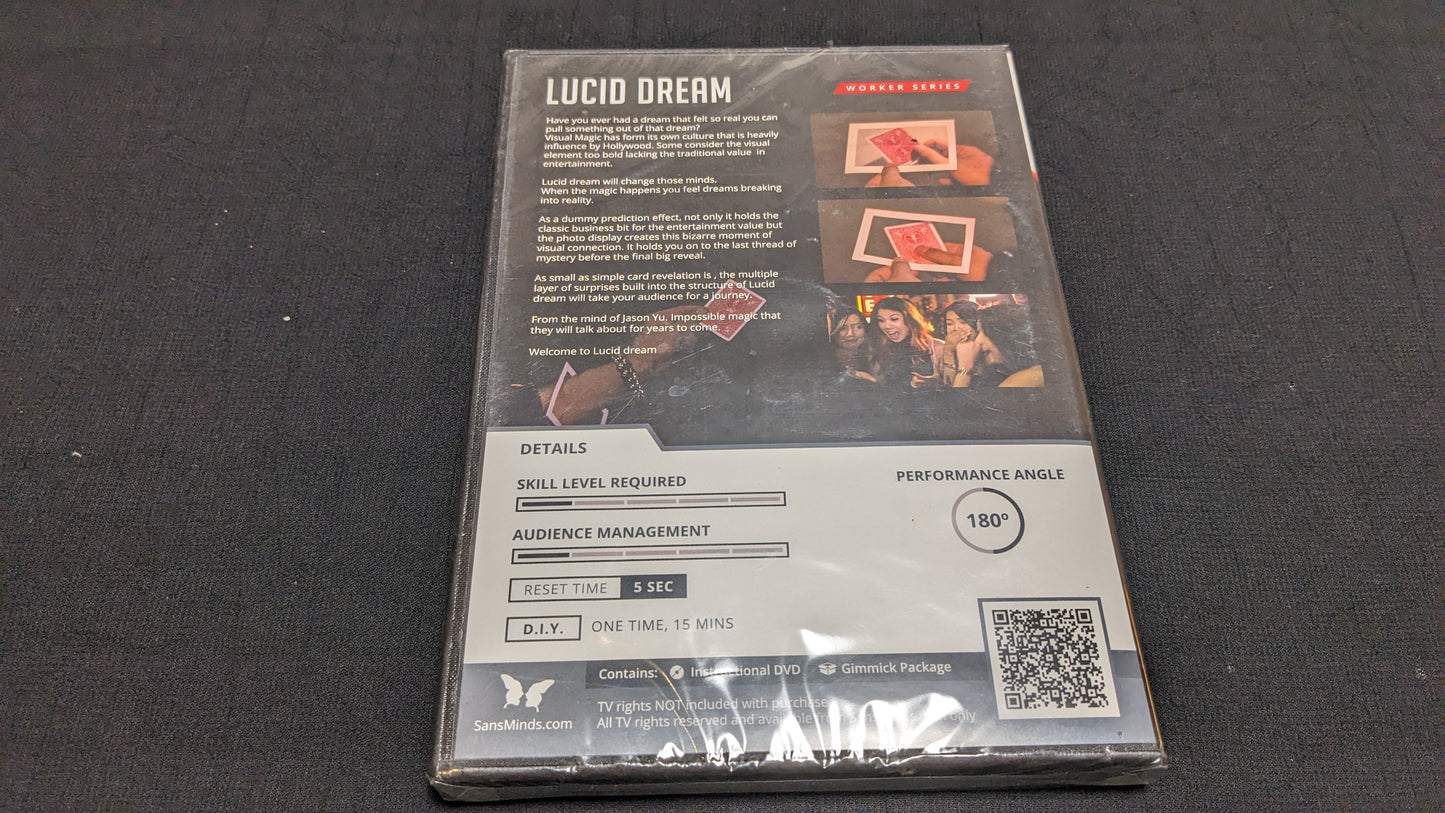 LUCID DREAM
WORKER SERIES
Have you ever had a dream that felt so real you can
pull something out of that dream?
Visual Magic has form its own culture that is heavily
influence by Hollywood. Some consider the visual
element too bold lacking the traditional value in
entertainment.
Lucid dream will change those minds.
When the magic happens you feel dreams breaking
into reality.
As a dummy prediction effect, not only it holds the
classic business bit for the entertainment value but
the photo display creates this bizarre moment of
visual connection. It holds you on to the last thread of
mystery before the final big reveal.
As small as simple card revelation is , the multiple
layer of surprises built into the structure of Lucid
dream will take your audience for a journey.
From the mind of Jason Yu. Impossible magic that
they will talk about for years to come.
Welcome to Lucid dream
DETAILS
SKILL LEVEL REQUIRED
PERFORMANCE ANGLE
180º
AUDIENCE MANAGEMENT
RESET TIME 5 SEC
D.I.Y. ONE TIME, 15 MINS
Contains: Instructional DVD Gimmick Package
SansMinds.com
TV rights NOT included with purchase
All TV rights reserved and available from only